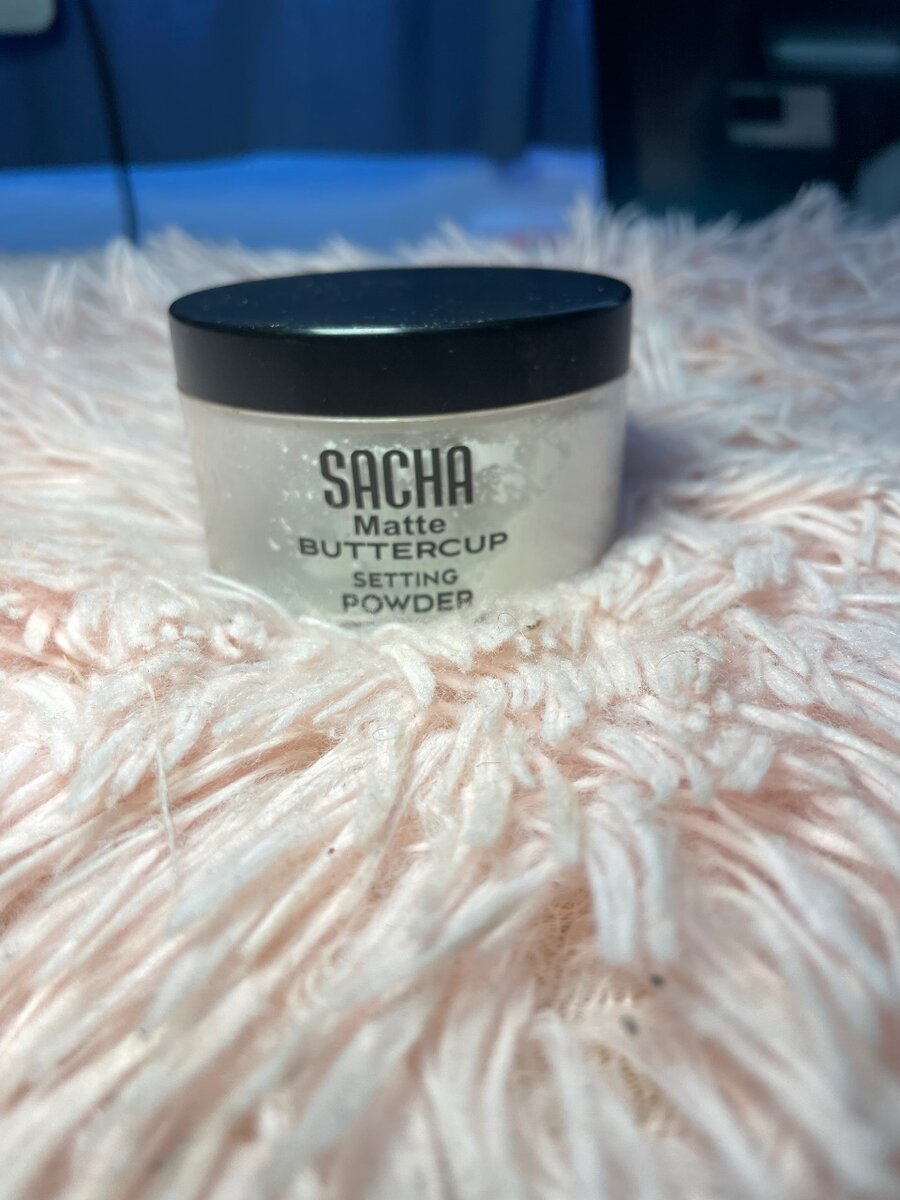 SACHA
Matte
BUTTERCUP
SETTING
POWDER